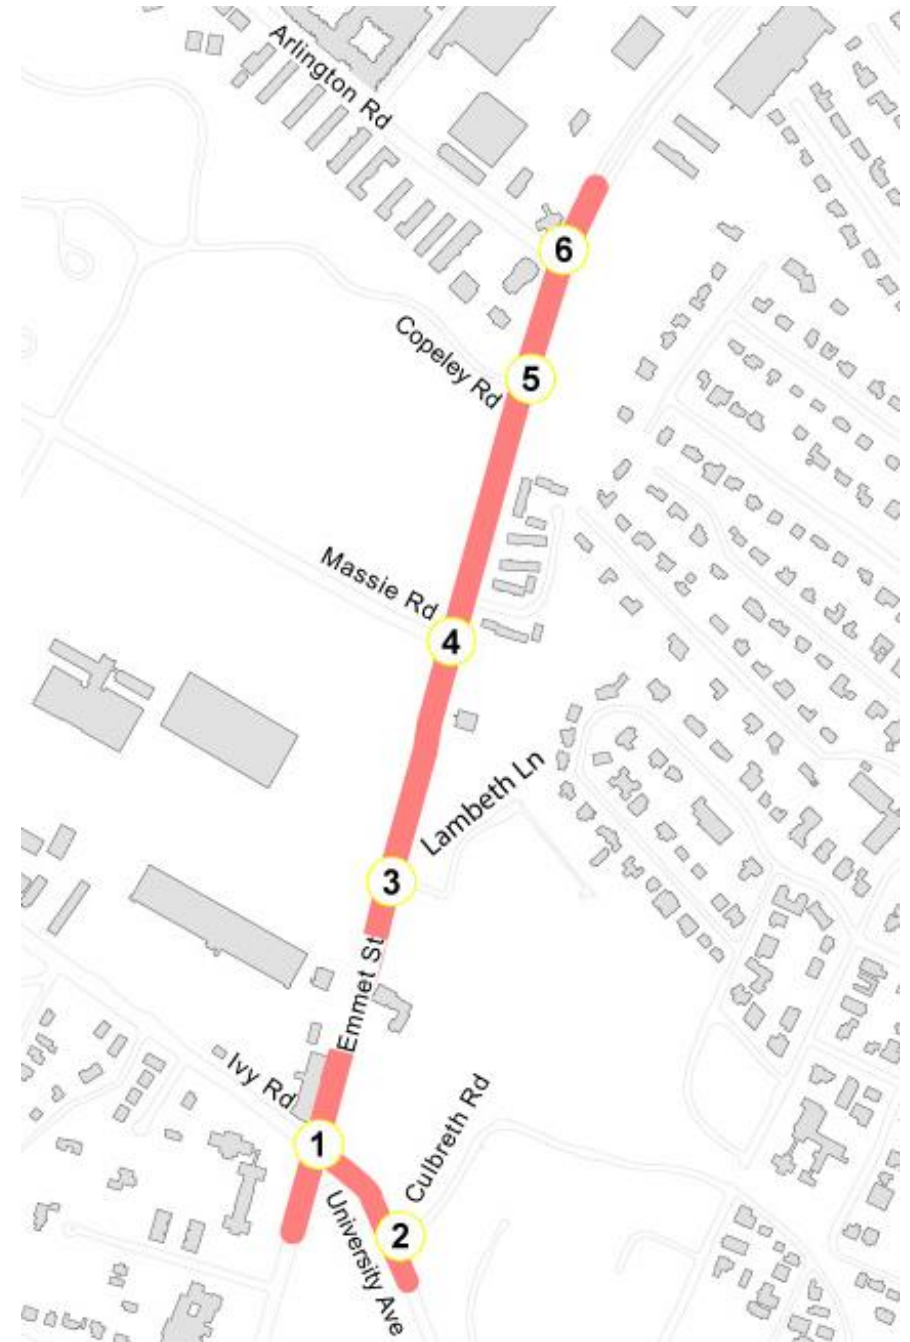 Arlington Rd
6
Copeley Rd
5
Massie Rd
4
Lambeth Ln
3
Emmet St
Ivy Rd
1
Culbreth Rd
University Ave
2